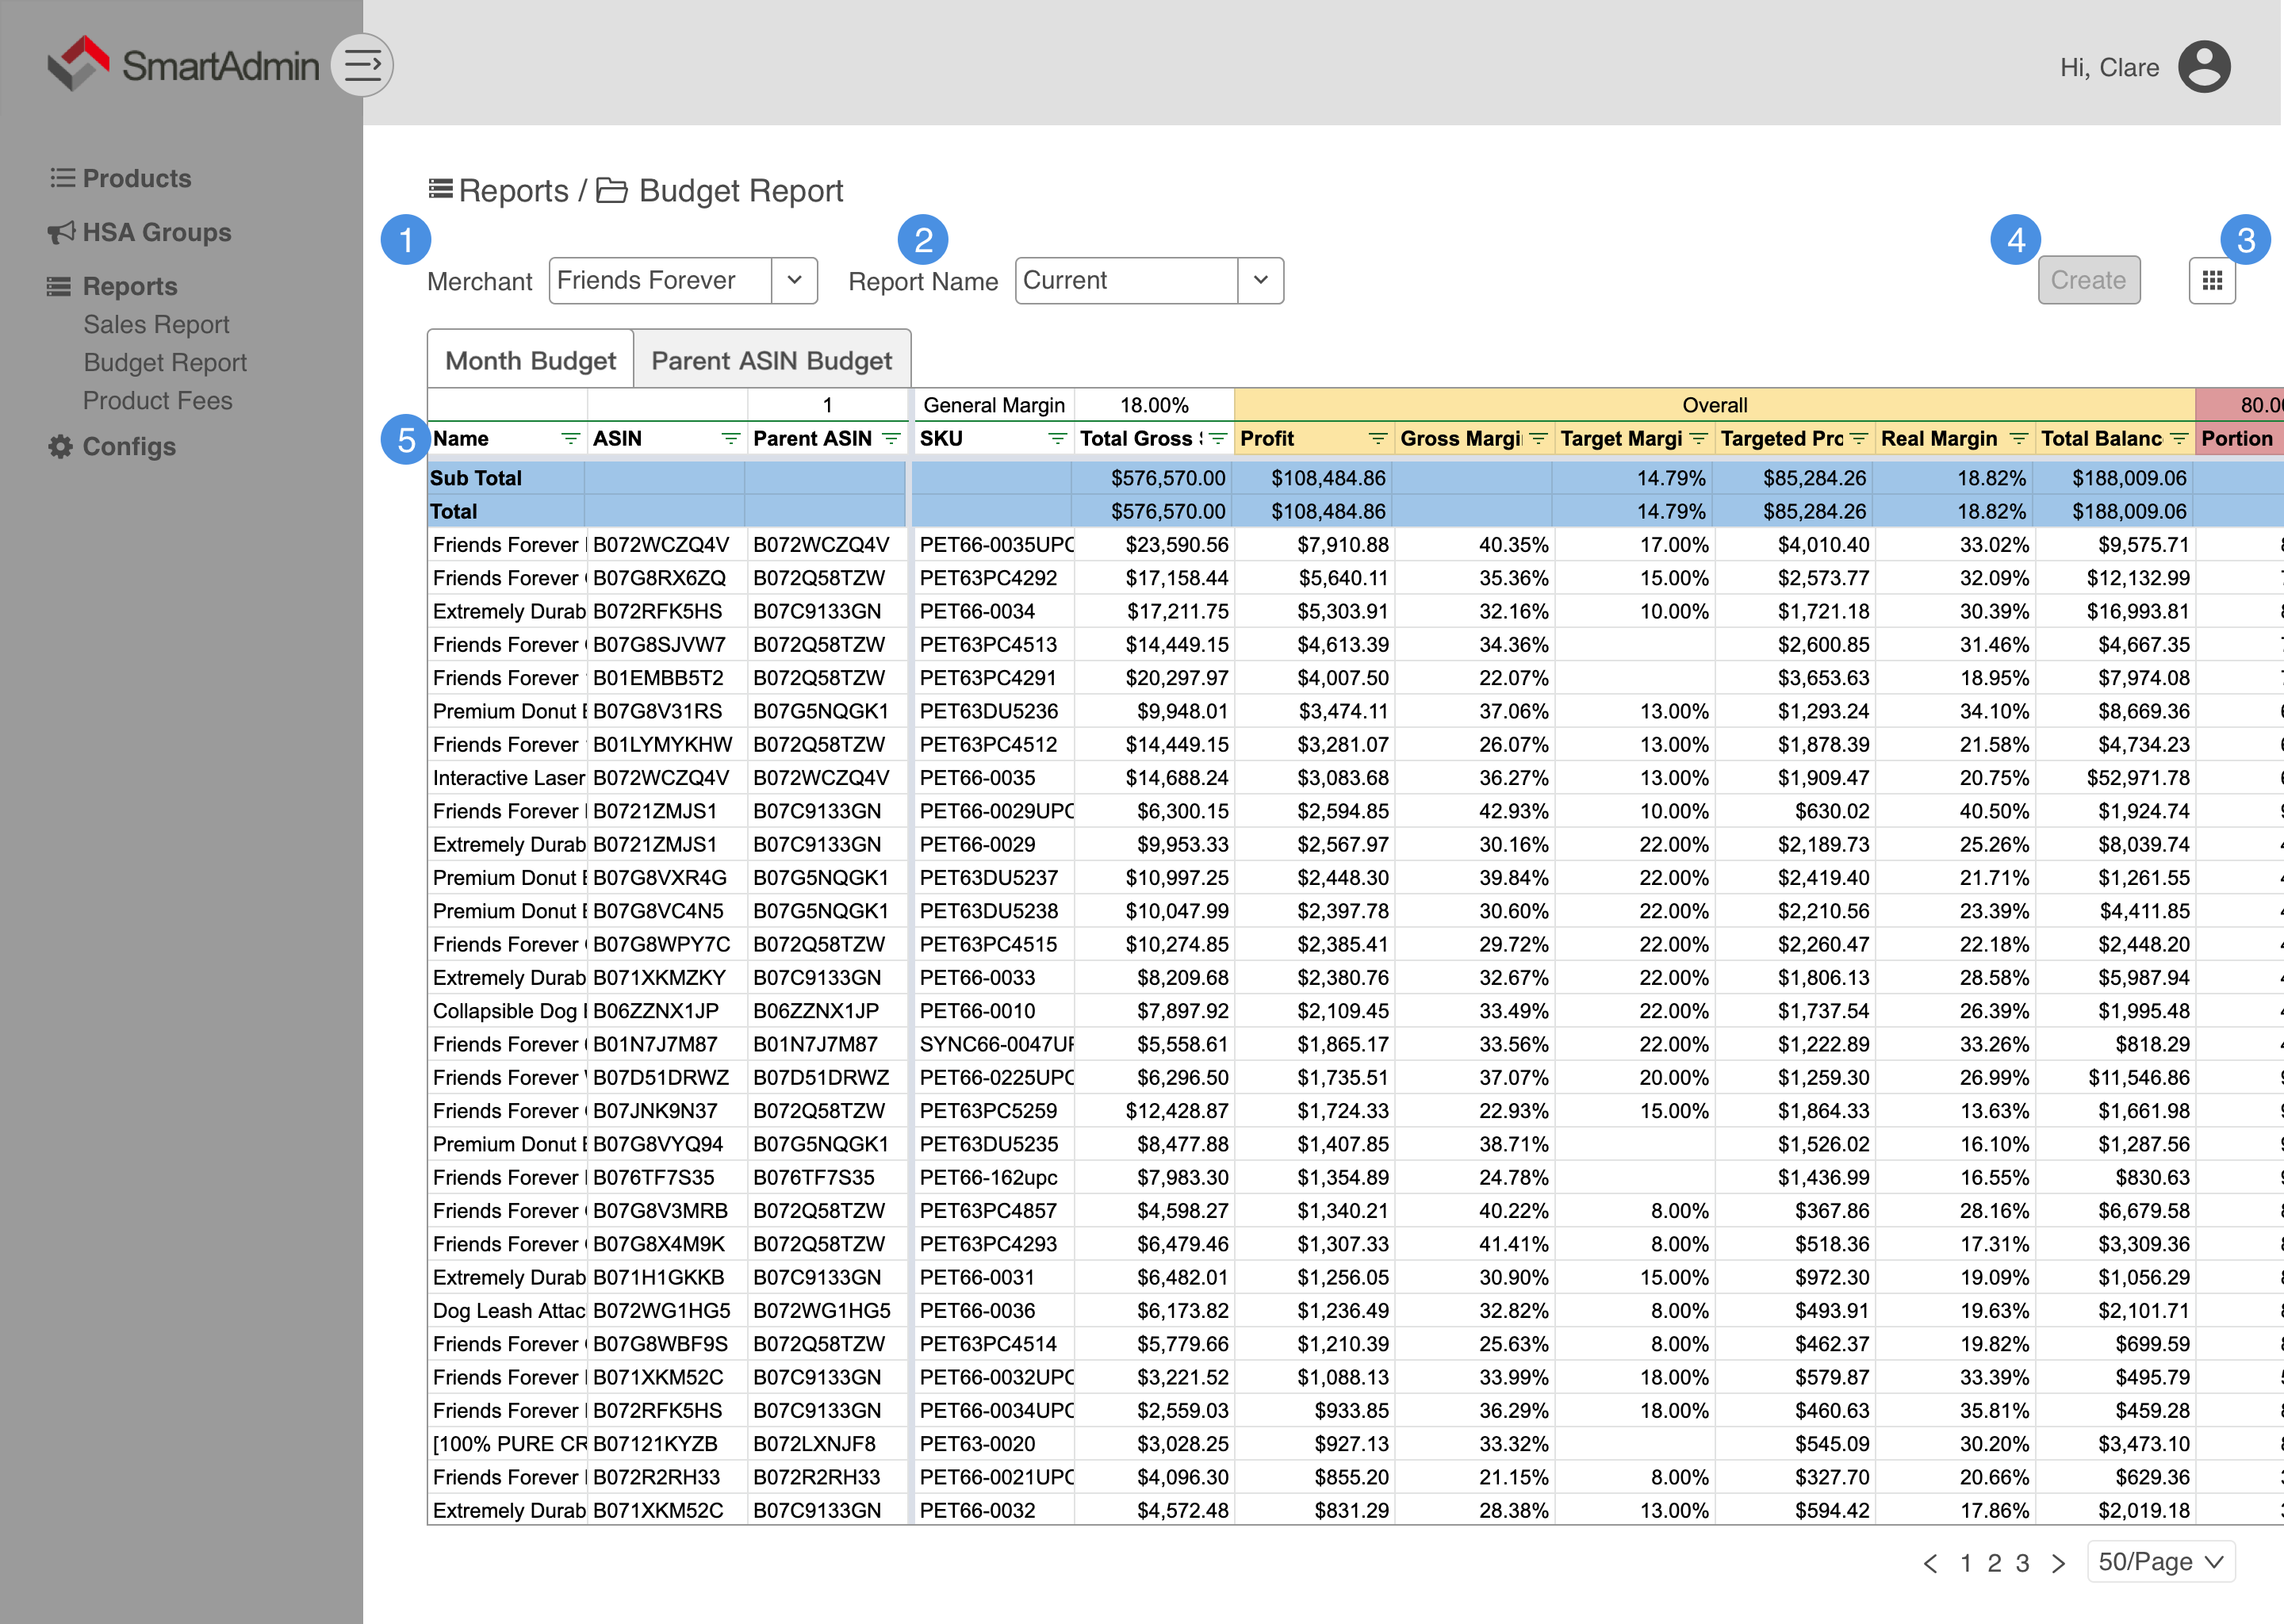 SmartAdmin
Hi, Clare
Products
HSA Groups
Reports
Sales Report
Budget Report
Product Fees
Configs
Reports / Budget Report
1 2 4 3
Merchant Friends Forever Report Name Current Create
Month Budget Parent ASIN Budget
1 General Margin 18.00% Overall 80.0
5
Name ASIN Parent ASIN SKU Total Gross Profit Gross Margi Target Margi Targeted Pro Real Margin Total Balanc Portion
Sub Total $576,570.00 $108,484.86 14.79% $85,284.26 18.82% $188,009.06
Total $576,570.00 $108,484.86 14.79% $85,284.26 18.82% $188,009.06
Friends Forever B072WCZQ4V B072WCZQ4V PET66-0035UPC $23,590.56 $7,910.88 40.35% 17.00% $4,010.40 33.02% $9,575.71
Friends Forever B07G8RX6ZQ B072Q58TZW PET63PC4292 $17,158.44 $5,640.11 35.36% 15.00% $2,573.77 32.09% $12,132.99
Extremely Durab B072RFK5HS B07C9133GN PET66-0034 $17,211.75 $5,303.91 32.16% 10.00% $1,721.18 30.39% $16,993.81
Friends Forever B07G8SJVW7 B072Q58TZW PET63PC4513 $14,449.15 $4,613.39 34.36% $2,600.85 31.46% $4,667.35
Friends Forever B01EMBB5T2 B072Q58TZW PET63PC4291 $20,297.97 $4,007.50 22.07% $3,653.63 18.95% $7,974.08
Premium Donut B07G8V31RS B07G5NQGK1 PET63DU5236 $9,948.01 $3,474.11 37.06% 13.00% $1,293.24 34.10% $8,669.36
Friends Forever B01LYMYKHW B072Q58TZW PET63PC4512 $14,449.15 $3,281.07 26.07% 13.00% $1,878.39 21.58% $4,734.23
Interactive Laser B072WCZQ4V B072WCZQ4V PET66-0035 $14,688.24 $3,083.68 36.27% 13.00% $1,909.47 20.75% $52,971.78
Friends Forever B0721ZMJS1 B07C9133GN PET66-0029UPC $6,300.15 $2,594.85 42.93% 10.00% $630.02 40.50% $1,924.74
Extremely Durab B0721ZMJS1 B07C9133GN PET66-0029 $9,953.33 $2,567.97 30.16% 22.00% $2,189.73 25.26% $8,039.74
Premium Donut B07G8VXR4G B07G5NQGK1 PET63DU5237 $10,997.25 $2,448.30 39.84% 22.00% $2,419.40 21.71% $1,261.55
Premium Donut B07G8VC4N5 B07G5NQGK1 PET63DU5238 $10,047.99 $2,397.78 30.60% 22.00% $2,210.56 23.39% $4,411.85
Friends Forever B07G8WPY7C B072Q58TZW PET63PC4515 $10,274.85 $2,385.41 29.72% 22.00% $2,260.47 22.18% $2,448.20
Extremely Durab B071XKMZKY B07C9133GN PET66-0033 $8,209.68 $2,380.76 32.67% 22.00% $1,806.13 28.58% $5,987.94
Collapsible Dog B06ZZNX1JP B06ZZNX1JP PET66-0010 $7,897.92 $2,109.45 33.49% 22.00% $1,737.54 26.39% $1,995.48
Friends Forever B01N7J7M87 B01N7J7M87 SYNC66-0047UP $5,558.61 $1,865.17 33.56% 22.00% $1,222.89 33.26% $818.29
Friends Forever B07D51DRWZ B07D51DRWZ PET66-0225UPC $6,296.50 $1,735.51 37.07% 20.00% $1,259.30 26.99% $11,546.86
Friends Forever B07JNK9N37 B072Q58TZW PET63PC5259 $12,428.87 $1,724.33 22.93% 15.00% $1,864.33 13.63% $1,661.98
Premium Donut B07G8VYQ94 B07G5NQGK1 PET63DU5235 $8,477.88 $1,407.85 38.71% $1,526.02 16.10% $1,287.56
Friends Forever B076TF7S35 B076TF7S35 PET66-162upc $7,983.30 $1,354.89 24.78% $1,436.99 16.55% $830.63
Friends Forever B07G8V3MRB B072Q58TZW PET63PC4857 $4,598.27 $1,340.21 40.22% 8.00% $367.86 28.16% $6,679.58
Friends Forever B07G8X4M9K B072Q58TZW PET63PC4293 $6,479.46 $1,307.33 41.41% 8.00% $518.36 17.31% $3,309.36
Extremely Durab B071H1GKKB B07C9133GN PET66-0031 $6,482.01 $1,256.05 30.90% 15.00% $972.30 19.09% $1,056.29
Dog Leash Attac B072WG1HG5 B072WG1HG5 PET66-0036 $6,173.82 $1,236.49 32.82% 8.00% $493.91 19.63% $2,101.71
Friends Forever B07G8WBF9S B072Q58TZW PET63PC4514 $5,779.66 $1,210.39 25.63% 8.00% $462.37 19.82% $699.59
Friends Forever B071XKM52C B07C9133GN PET66-0032UPC $3,221.52 $1,088.13 33.99% 18.00% $579.87 33.39% $495.79
Friends Forever B072RFK5HS B07C9133GN PET66-0034UPC $2,559.03 $933.85 36.29% 18.00% $460.63 35.81% $459.28
[100% PURE CR B07121KYZB B072LXNJF8 PET63-0020 $3,028.25 $927.13 33.32% $545.09 30.20% $3,473.10
Friends Forever B072R2RH33 B072R2RH33 PET66-0021UPC $4,096.30 $855.20 21.15% 8.00% $327.70 20.66% $629.36
Extremely Durab B071XKM52C B07C9133GN PET66-0032 $4,572.48 $831.29 28.38% 13.00% $594.42 17.86% $2,019.18
< 1 2 3 > 50/Page